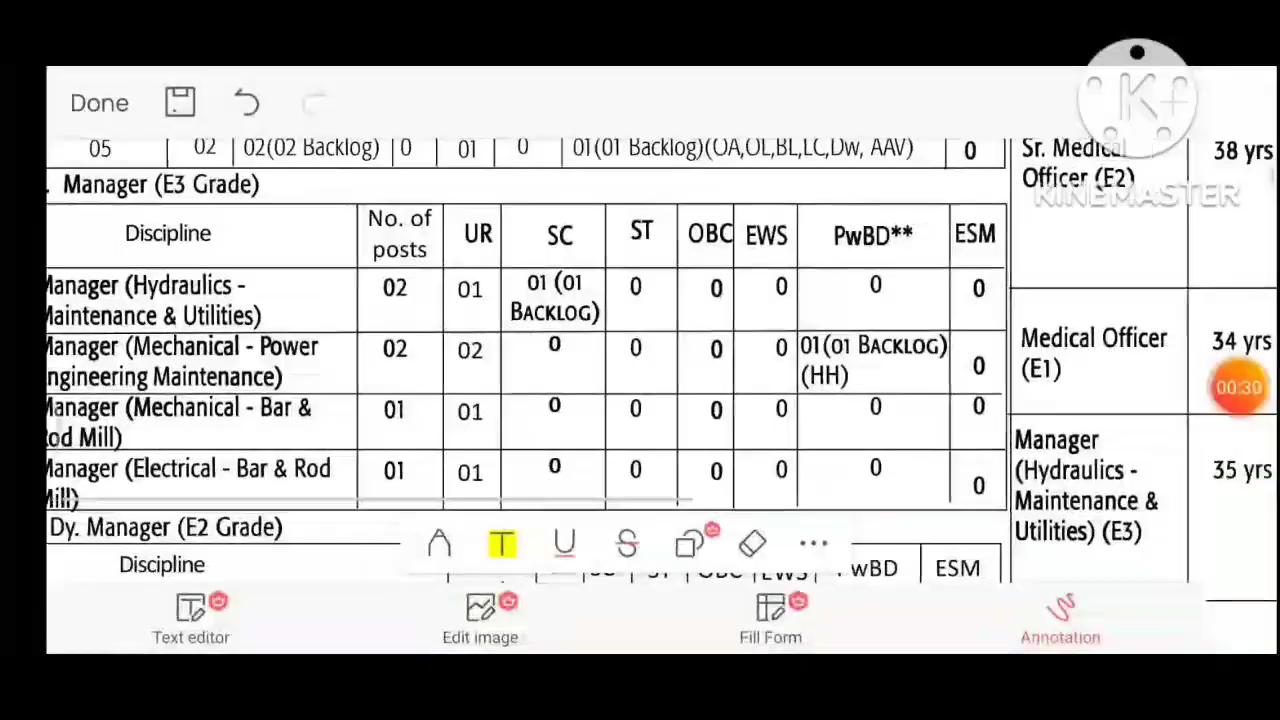 Done
05 02 02(02 Backlog) 0 01 0 01(01 Backlog)(OA,OL,BL,LC,Dw, AAV) 0
. Manager (E3 Grade)
Discipline No. of posts UR SC ST OBC EWS PwBD** ESM
Manager (Hydraulics - 02 01 01 (01 0 0 0 0 0
Maintenance & Utilities) BACKLOG)
Manager (Mechanical - Power 02 02 0 0 0 0 01(01 BACKLOG) 0
ngineering Maintenance) (HH)
Manager (Mechanical - Bar & 01 01 0 0 0 0 0 0
od Mill)
Manager (Electrical - Bar & Rod 01 01 0 0 0 0 0 0
Mill)
Dy. Manager (E2 Grade)
Discipline SC ST OBC EWS PwBD ESM
Sr. Medical 38 yrs
Officer (E2)
Medical Officer 34 yrs
(E1)
Manager
(Hydraulics - 35 yrs
Maintenance &
Utilities) (E3)
K+
KINEMASTER
00:30
A T U S
Text editor Edit image Fill Form Annotation